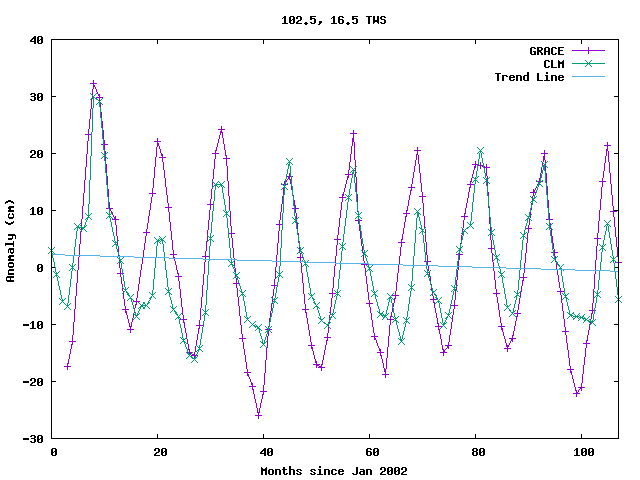 102.5, 16.5 TWS
GRACE
CLM
Trend Line
40
30
20
10
0
-10
-20
-30
Anomaly (cm)
0 20 40 60 80 100
Months since Jan 2002